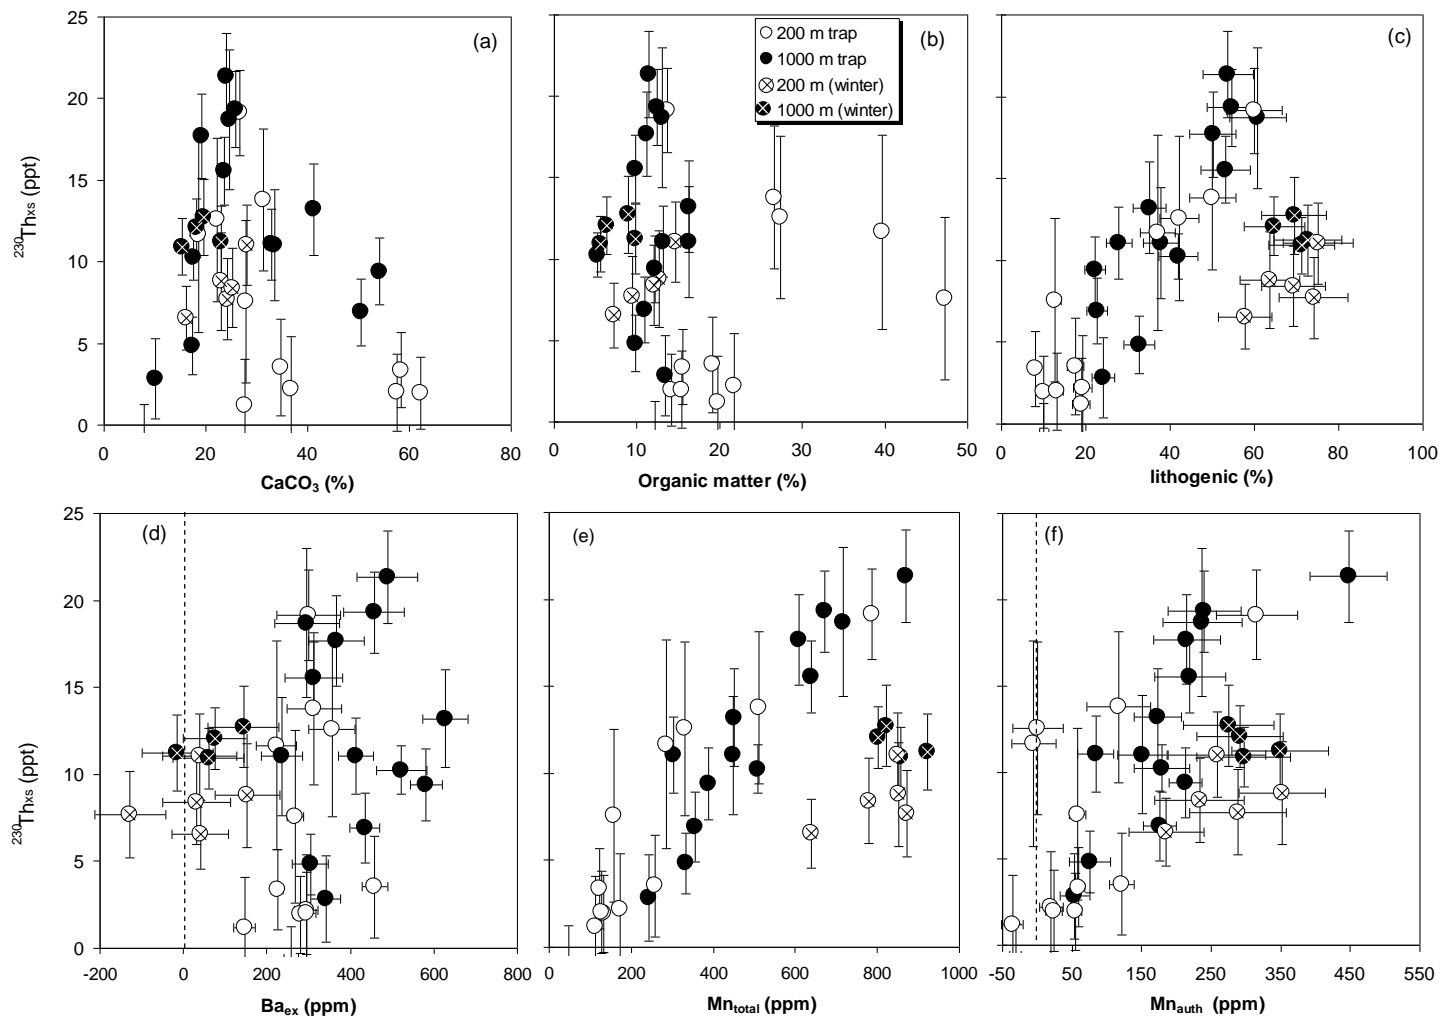 25
20
15
10
5
0
0
20
40
60
80
CaCO3 (%)
230Thxs (ppt)
(a)
0
10
20
30
40
50
Organic matter (%)
(b)
200 m trap
1000 m trap
200 m (winter)
1000 m (winter)
0
20
40
60
80
100
lithogenic (%)
(c)
25
20
15
10
5
0
-200
0
200
400
600
800
Baex (ppm)
230Thxs (ppt)
(d)
0
200
400
600
800
1000
Mntotal (ppm)
(e)
-50
50
150
250
350
450
550
Mnauth (ppm)
(f)